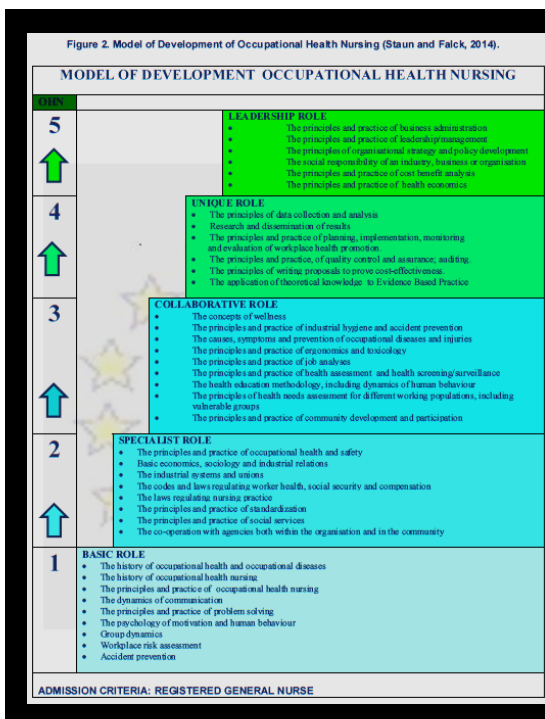 Figure 2. Model of Development of Occupational Health Nursing (Staun and Falck, 2014).
MODEL OF DEVELOPMENT OCCUPATIONAL HEALTH NURSING
OHN
5
LEADERSHIP ROLE
• The principles and practice of business administration
• The principles and practice of leadership/management
• The principles of organisational strategy and policy development
• The social responsibility of an industry, business or organisation
• The principles and practice of cost benefit analysis
• The principles and practice of health economics
4
UNIQUE ROLE
• The principles of data collection and analysis
• Research and dissemination of results
• The principles and practice of planning, implementation, monitoring
and evaluation of workplace health promotion.
• The principles and practice, of quality control and assurance; auditing.
• The principles of writing proposals to prove cost-effectiveness.
• The application of theoretical knowledge to Evidence Based Practice
3
COLLABORATIVE ROLE
• The concepts of wellness
• The principles and practice of industrial hygiene and accident prevention
• The causes, symptoms and prevention of occupational diseases and injuries
• The principles and practice of ergonomics and toxicology
• The principles and practice of job analyses
• The principles and practice of health assessment and health screening/surveillance
• The health education methodology, including dynamics of human behaviour
• The principles of health needs assessment for different working populations, including
vulnerable groups
• The principles and practice of community development and participation
2
SPECIALIST ROLE
• The principles and practice of occupational health and safety
• Basic economics, sociology and industrial relations
• The industrial systems and unions
• The codes and laws regulating worker health, social security and compensation
• The laws regulating nursing practice
• The principles and practice of standardization
• The principles and practice of social services
• The co-operation with agencies both within the organisation and in the community
1
BASIC ROLE
• The history of occupational health and occupational diseases
• The history of occupational health nursing
• The principles and practice of occupational health nursing
• The dynamics of communication
• The principles and practice of problem solving
• The psychology of motivation and human behaviour
• Group dynamics
• Workplace risk assessment
• Accident prevention
ADMISSION CRITERIA: REGISTERED GENERAL NURSE